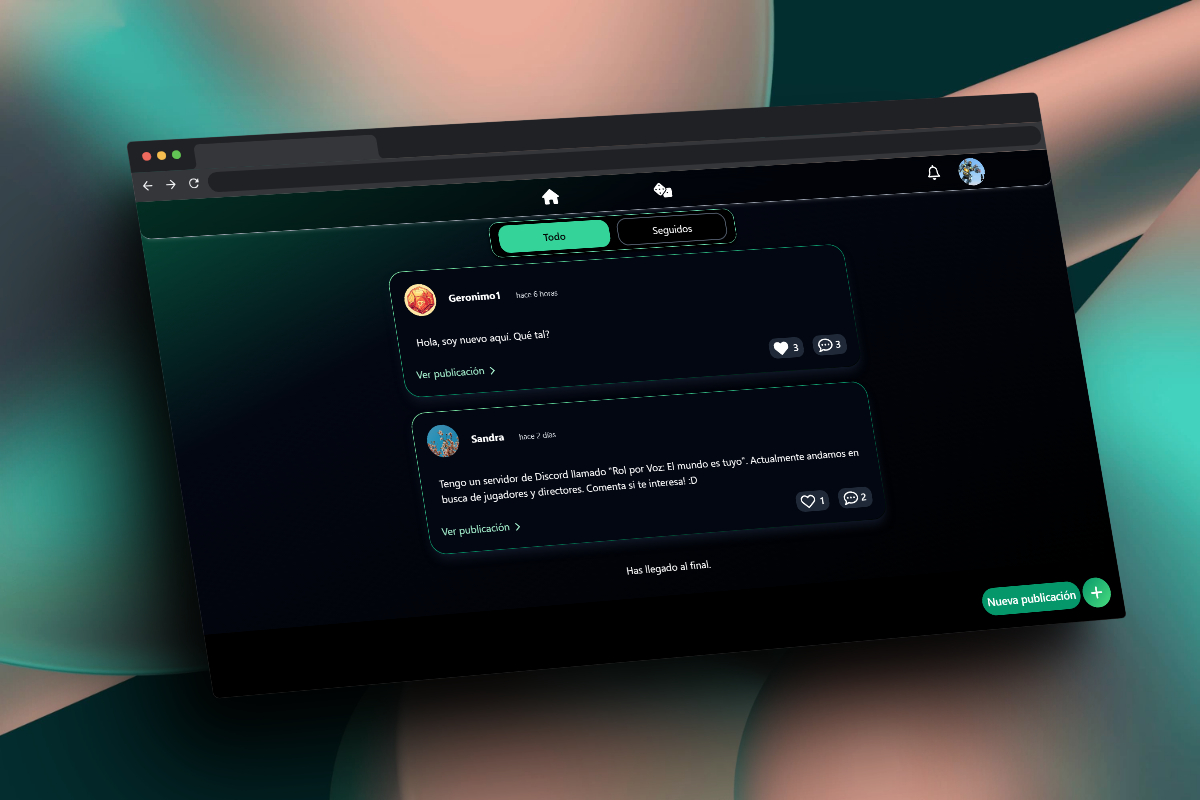 Todo
Seguidos
Geronimo1
hace 6 horas
Hola, soy nuevo aquí. Qué tal?
3
3
Ver publicación
Sandra
hace 2 días
Tengo un servidor de Discord llamado "Rol por Voz: El mundo es tuyo". Actualmente andamos en
busca de jugadores y directores. Comenta si te interesa! :D
1
2
Ver publicación
Has llegado al final.
Nueva publicación